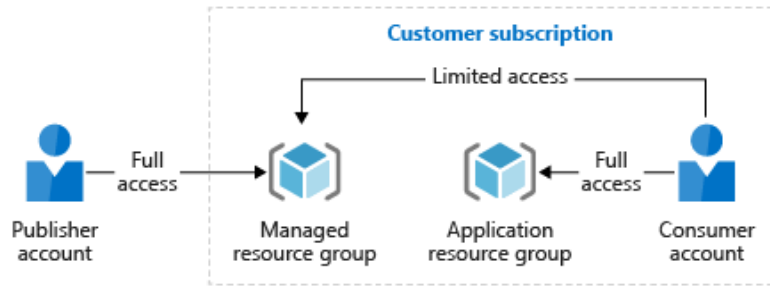 Customer subscription
Limited access
Full
access
Full
access
Publisher
account
Managed
resource group
Application
resource group
Consumer
account